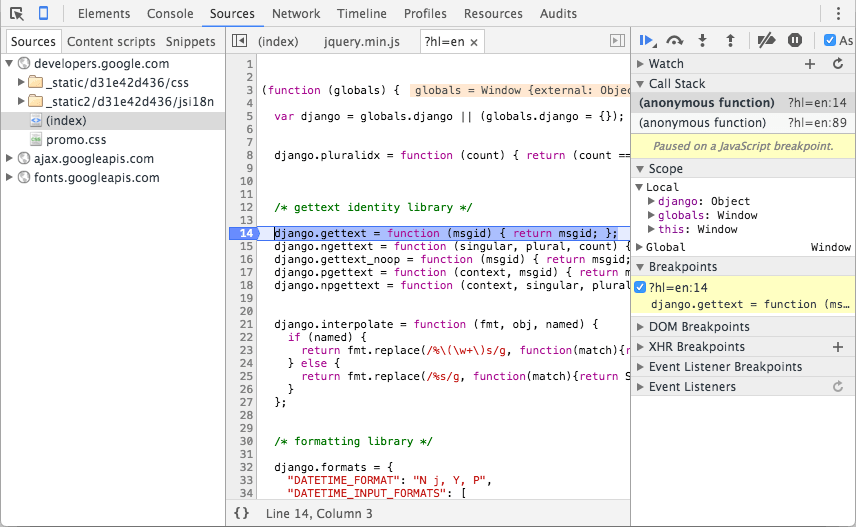 Elements Console Sources Network Timeline Profiles Resources Audits
Sources Content scripts Snippets
(index) jquery.min.js ?hl=en ×
As
developers.google.com
_static/d31e42d436/css
_static2/d31e42d436/jsi18n
(index)
promo.css
ajax.googleapis.com
fonts.googleapis.com
1
2
3 (function (globals) { globals = Window {external: Objec
4
5 var django = globals.django || (globals.django = {});
6
7
8 django.pluralidx = function (count) { return (count ==
9
10
11
12 /* gettext identity library */
13
14 django.gettext = function (msgid) { return msgid; };
15 django.ngettext = function (singular, plural, count) {
16 django.gettext_noop = function (msgid) { return msgid;
17 django.pgettext = function (context, msgid) { return m
18 django.npgettext = function (context, singular, plural
19
20
21 django.interpolate = function (fmt, obj, named) {
22 if (named) {
23 return fmt.replace(/%\(\w+\)s/g, function(match){r
24 } else {
25 return fmt.replace(/%s/g, function(match){return S
26 }
27 };
28
29
30 /* formatting library */
31
32 django.formats = {
33 "DATETIME_FORMAT": "N j, Y, P",
34 "DATETIME_INPUT_FORMATS": [
{} Line 14, Column 3
Watch
Call Stack
(anonymous function) ?hl=en:14
(anonymous function) ?hl=en:89
Paused on a JavaScript breakpoint.
Scope
Local
django: Object
globals: Window
this: Window
Global Window
Breakpoints
?hl=en:14
django.gettext = function (ms…
DOM Breakpoints
XHR Breakpoints
Event Listener Breakpoints
Event Listeners